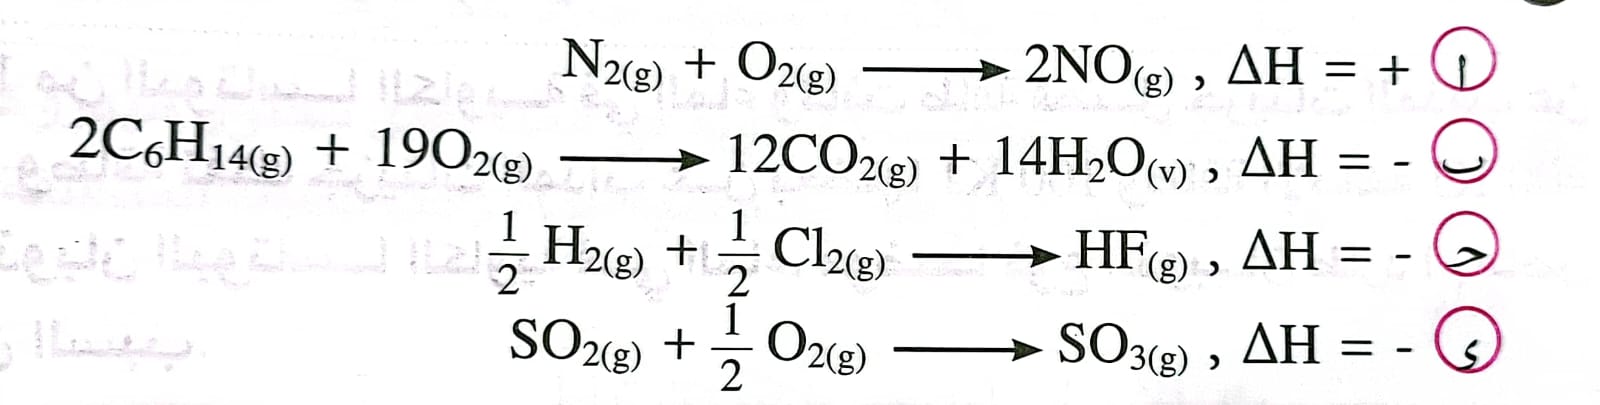 أ N₂(g) + O₂(g) ⟶ 2NO(g) , ΔH = +
ب 2C₆H₁₄(g) + 19O₂(g) ⟶ 12CO₂(g) + 14H₂O(v) , ΔH = -
ج ½ H₂(g) + ½ Cl₂(g) ⟶ HF(g) , ΔH = -
د SO₂(g) + ½ O₂(g) ⟶ SO₃(g) , ΔH = -